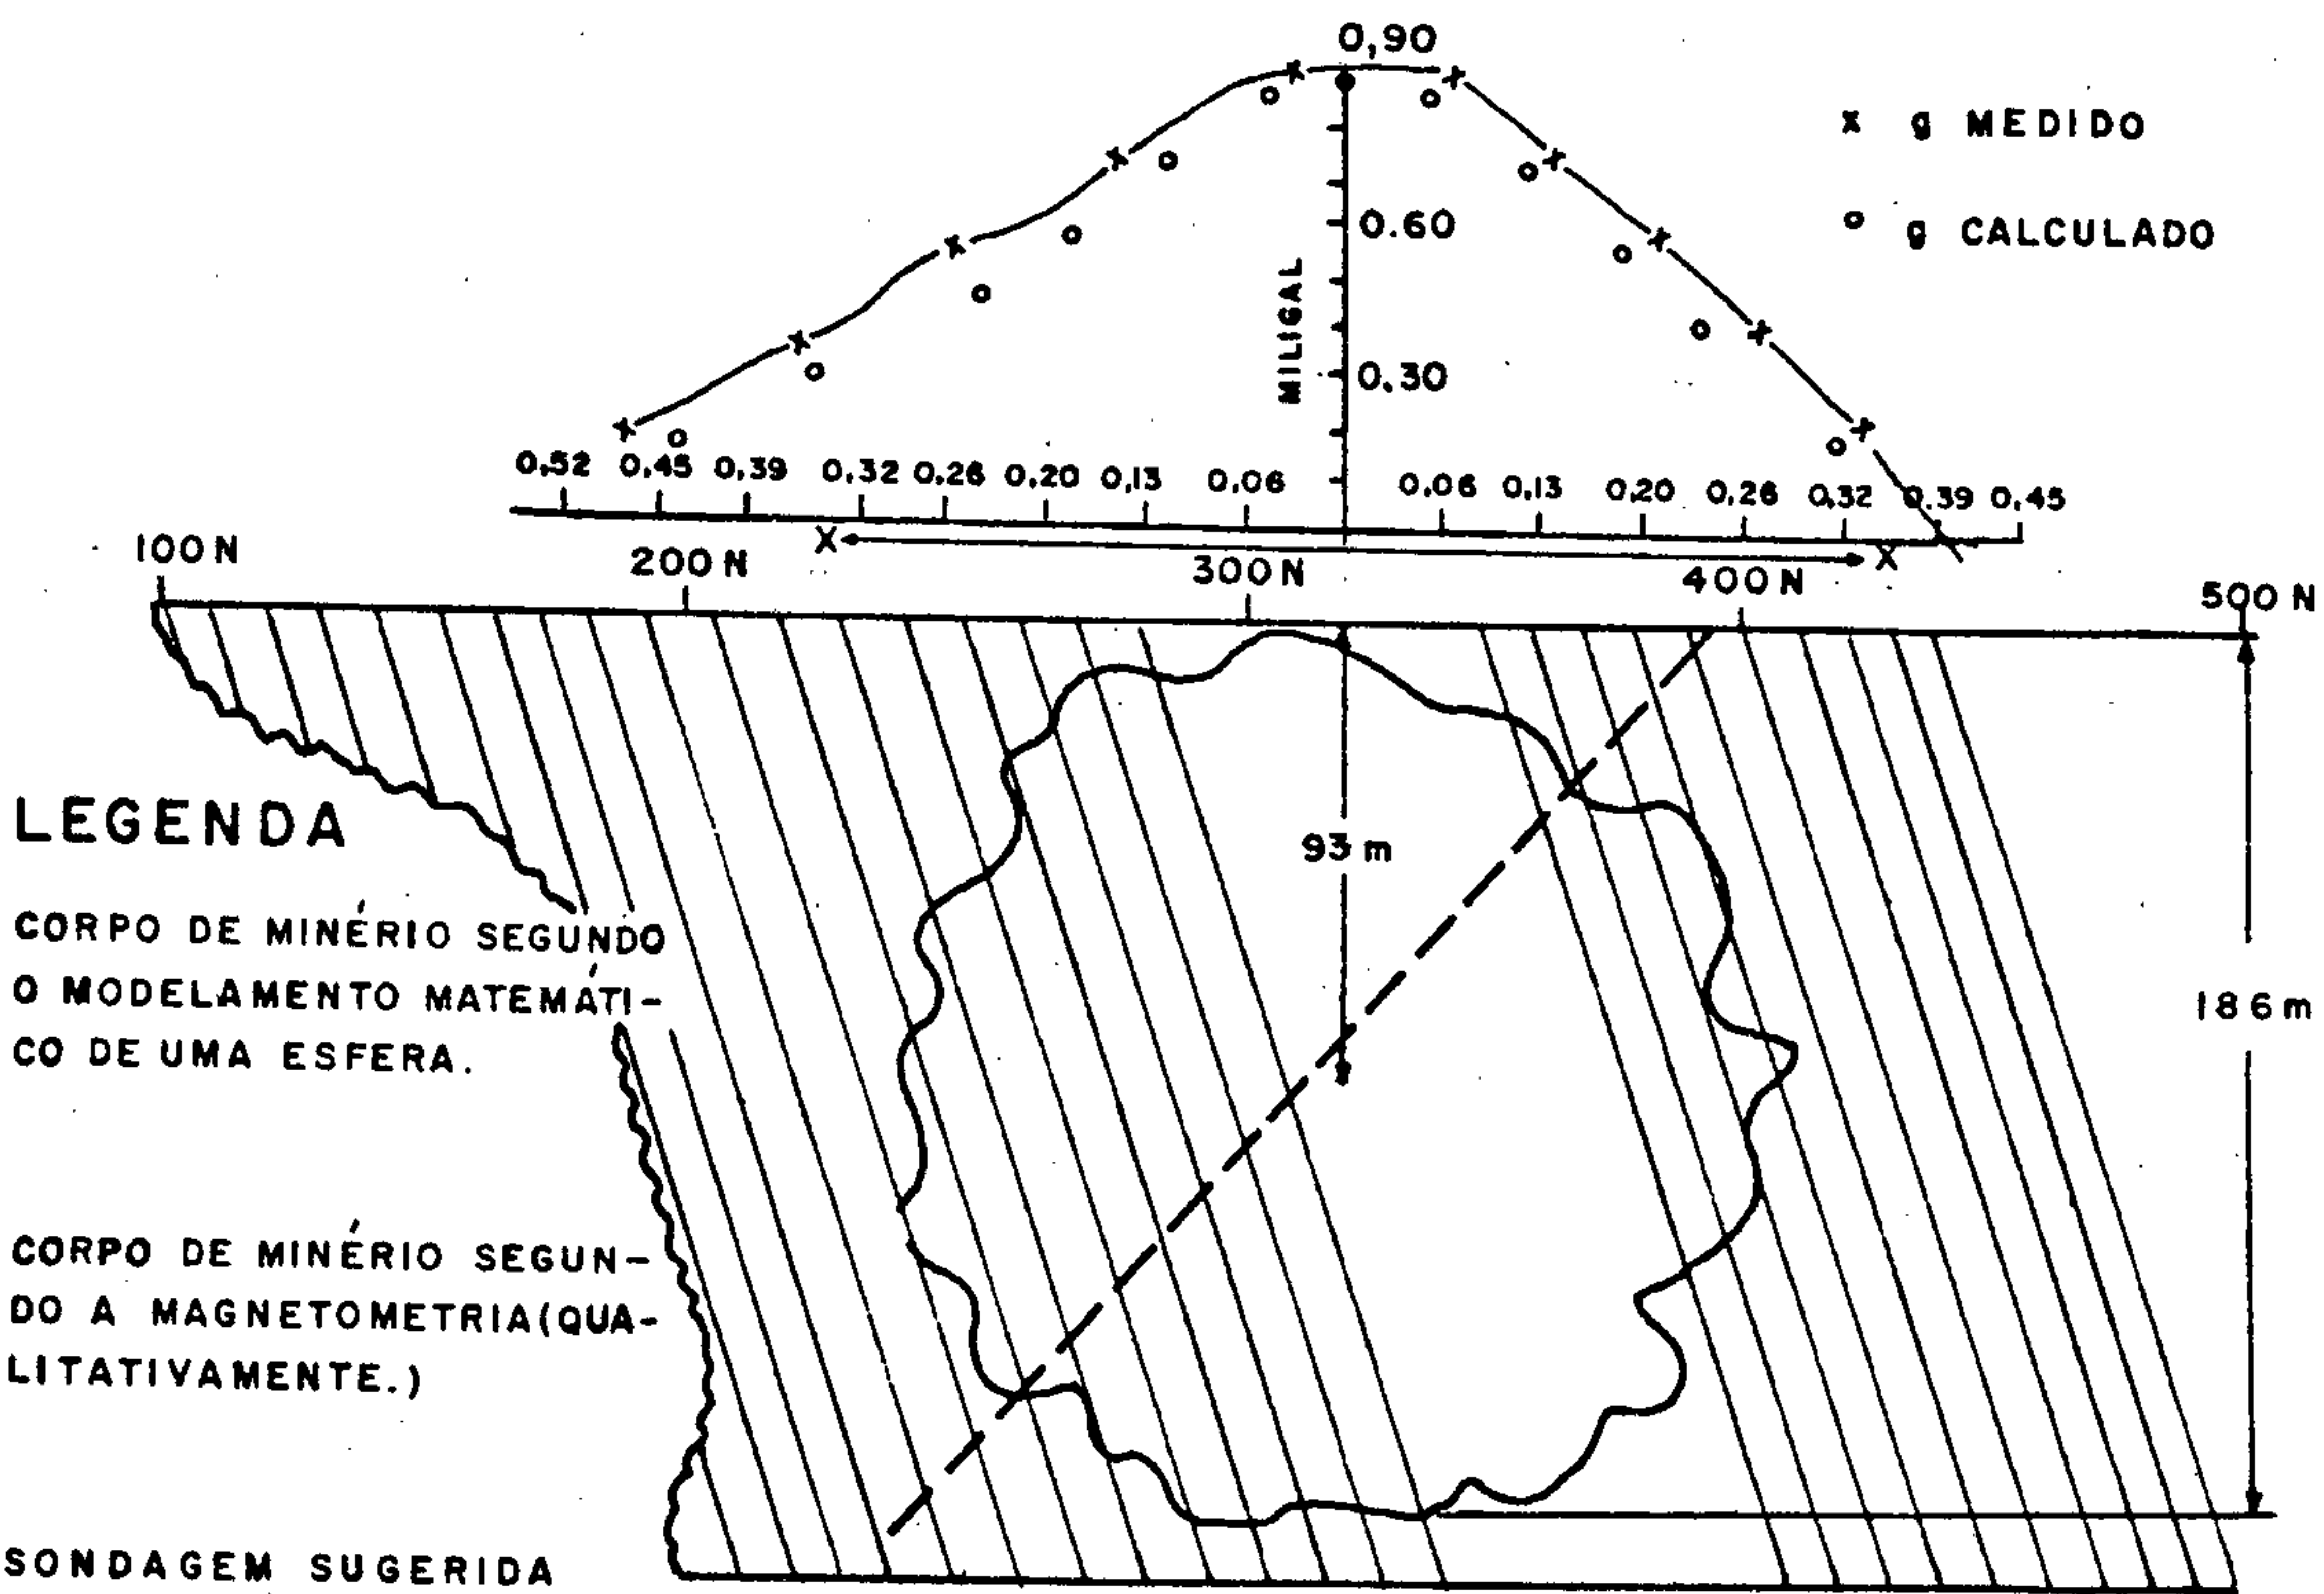 0,90
x g MEDIDO
o g CALCULADO
0.60
MILIGAL
0.30
0,52 0,45 0,39 0,32 0.26 0.20 0,13 0.06
0.06 0,13 0,20 0,26 0,32 0.39 0,45
X X
100N 200N 300N 400N 500N
93m
186m
LEGENDA
CORPO DE MINÉRIO SEGUNDO
O MODELAMENTO MATEMÁTI-
CO DE UMA ESFERA.
CORPO DE MINÉRIO SEGUN-
DO A MAGNETOMETRIA(QUA-
LITATIVAMENTE.)
SONDAGEM SUGERIDA